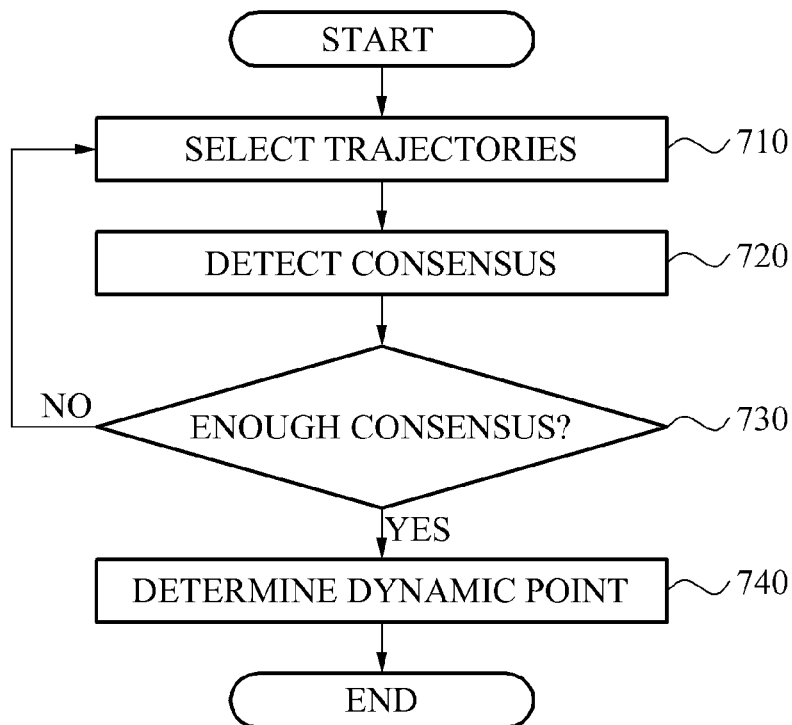 START
SELECT TRAJECTORIES
710
DETECT CONSENSUS
720
ENOUGH CONSENSUS?
730
NO
YES
DETERMINE DYNAMIC POINT
740
END